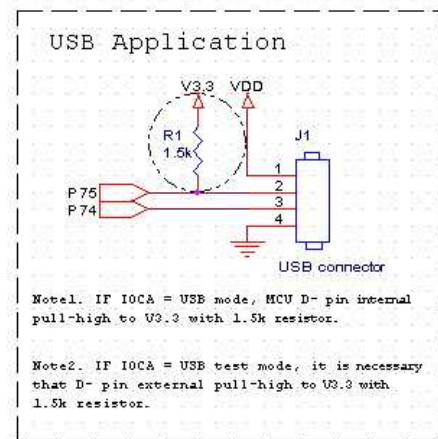 USB Application
V3.3 VDD
R1
1.5k
J1
1
P75 2
P74 3
4
USB connector
Note1. IF IOCA = USB mode, MCU D- pin internal
pull-high to V3.3 with 1.5k resistor.
Note2. IF IOCA = USB test mode, it is necessary
that D- pin external pull-high to V3.3 with
1.5k resistor.